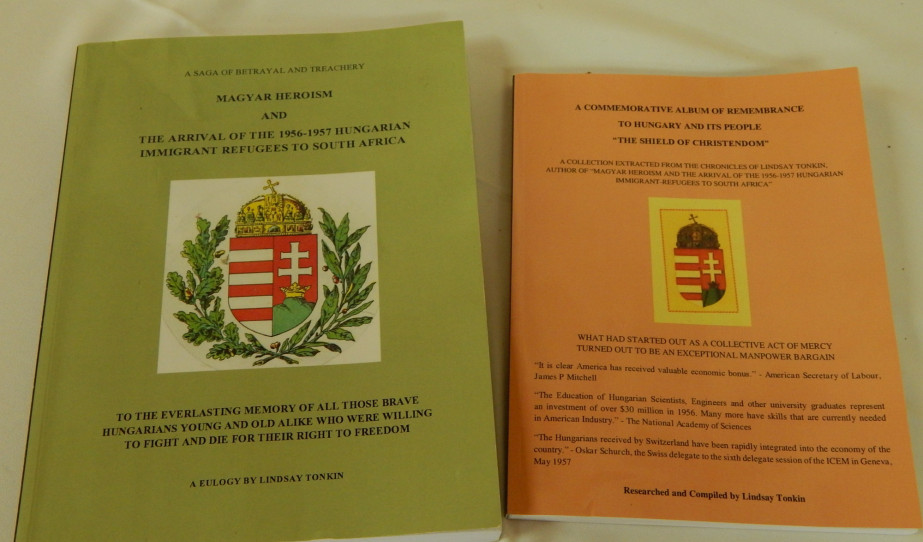 A SAGA OF BETRAYAL AND TREACHERY
MAGYAR HEROISM
AND
THE ARRIVAL OF THE 1956-1957 HUNGARIAN
IMMIGRANT REFUGEES TO SOUTH AFRICA
TO THE EVERLASTING MEMORY OF ALL THOSE BRAVE
HUNGARIANS YOUNG AND OLD ALIKE WHO WERE WILLING
TO FIGHT AND DIE FOR THEIR RIGHT TO FREEDOM
A EULOGY BY LINDSAY TONKIN
A COMMEMORATIVE ALBUM OF REMEMBRANCE
TO HUNGARY AND ITS PEOPLE
"THE SHIELD OF CHRISTENDOM"
A COLLECTION EXTRACTED FROM THE CHRONICLES OF LINDSAY TONKIN,
AUTHOR OF "MAGYAR HEROISM AND THE ARRIVAL OF THE 1956-1957 HUNGARIAN
IMMIGRANT-REFUGEES TO SOUTH AFRICA"
WHAT HAD STARTED OUT AS A COLLECTIVE ACT OF MERCY
TURNED OUT TO BE AN EXCEPTIONAL MANPOWER BARGAIN
"It is clear America has received valuable economic bonus." - American Secretary of Labour,
James P Mitchell
"The Education of Hungarian Scientists, Engineers and other university graduates represent
an investment of over $30 million in 1956. Many more have skills that are currently needed
in American Industry." - The National Academy of Sciences
"The Hungarians received by Switzerland have been rapidly integrated into the economy of the
country." - Oskar Schurch, the Swiss delegate to the sixth delegate session of the ICEM in Geneva,
May 1957
Researched and Compiled by Lindsay Tonkin